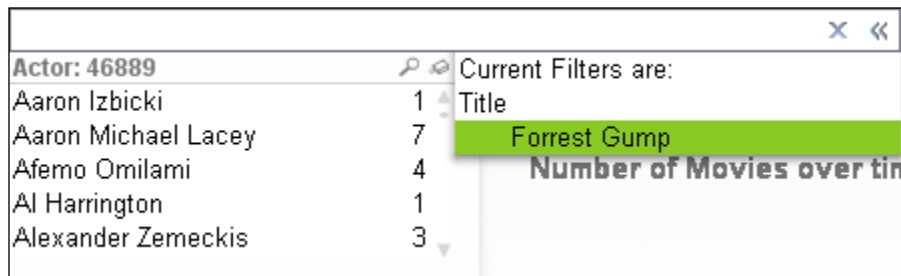 Actor: 46889
Aaron Izbicki 1
Aaron Michael Lacey 7
Afemo Omilami 4
Al Harrington 1
Alexander Zemeckis 3
Current Filters are:
Title
Forrest Gump
Number of Movies over tim